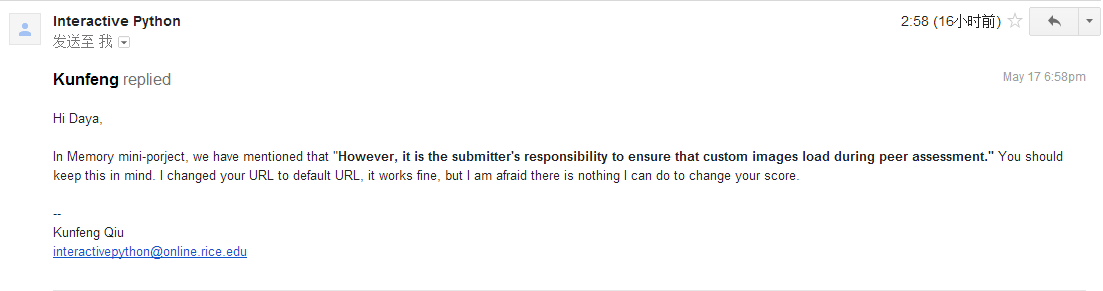 Interactive Python 2:58 (16小时前)
发送至 我
Kunfeng replied May 17 6:58pm
Hi Daya,
In Memory mini-porject, we have mentioned that "However, it is the submitter's responsibility to ensure that custom images load during peer assessment." You should
keep this in mind. I changed your URL to default URL, it works fine, but I am afraid there is nothing I can do to change your score.
--
Kunfeng Qiu
interactivepython@online.rice.edu